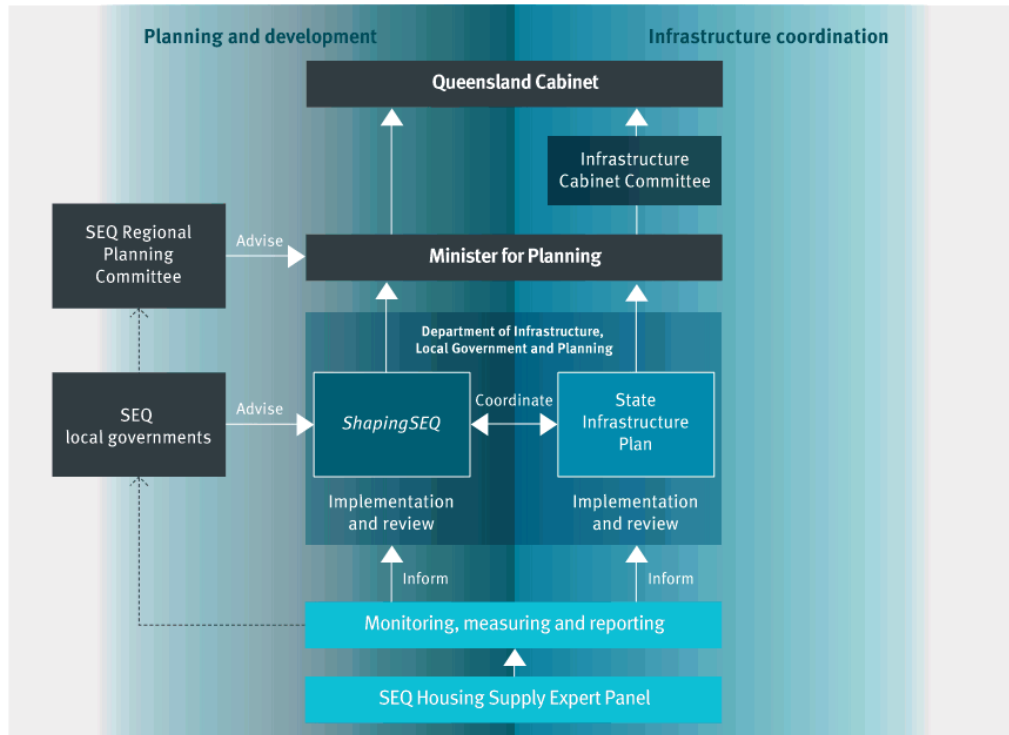 Planning and development
Infrastructure coordination
Queensland Cabinet
Infrastructure
Cabinet Committee
SEQ Regional
Planning
Committee
Advise
Minister for Planning
Department of Infrastructure,
Local Government and Planning
SEQ
local governments
Advise
ShapingSEQ
Coordinate
State
Infrastructure
Plan
Implementation
and review
Implementation
and review
Inform
Inform
Monitoring, measuring and reporting
SEQ Housing Supply Expert Panel